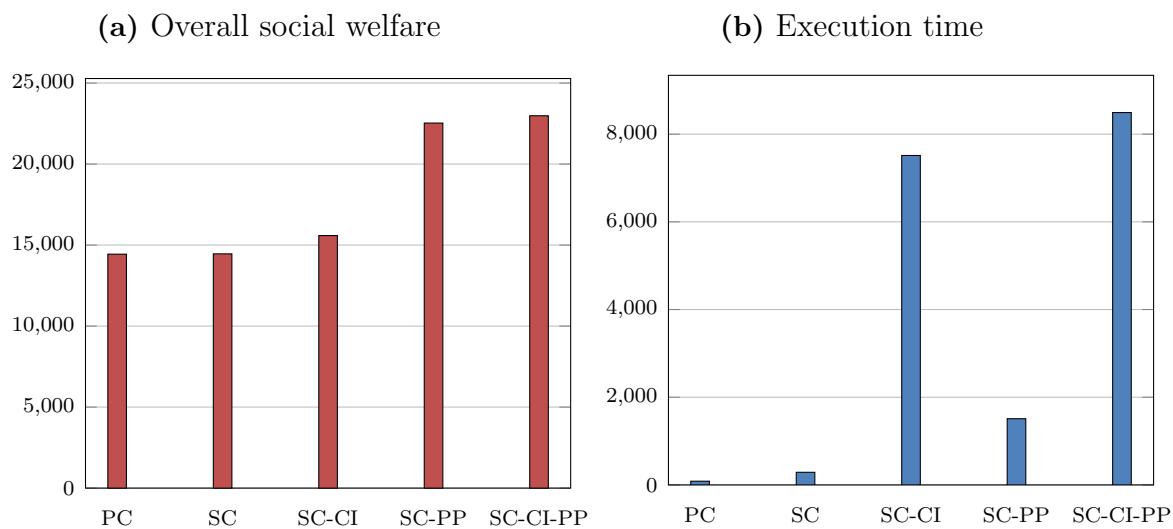 (a) Overall social welfare
25,000
20,000
15,000
10,000
5,000
0
PC SC SC-CI SC-PP SC-CI-PP
(b) Execution time
8,000
6,000
4,000
2,000
0
PC SC SC-CI SC-PP SC-CI-PP